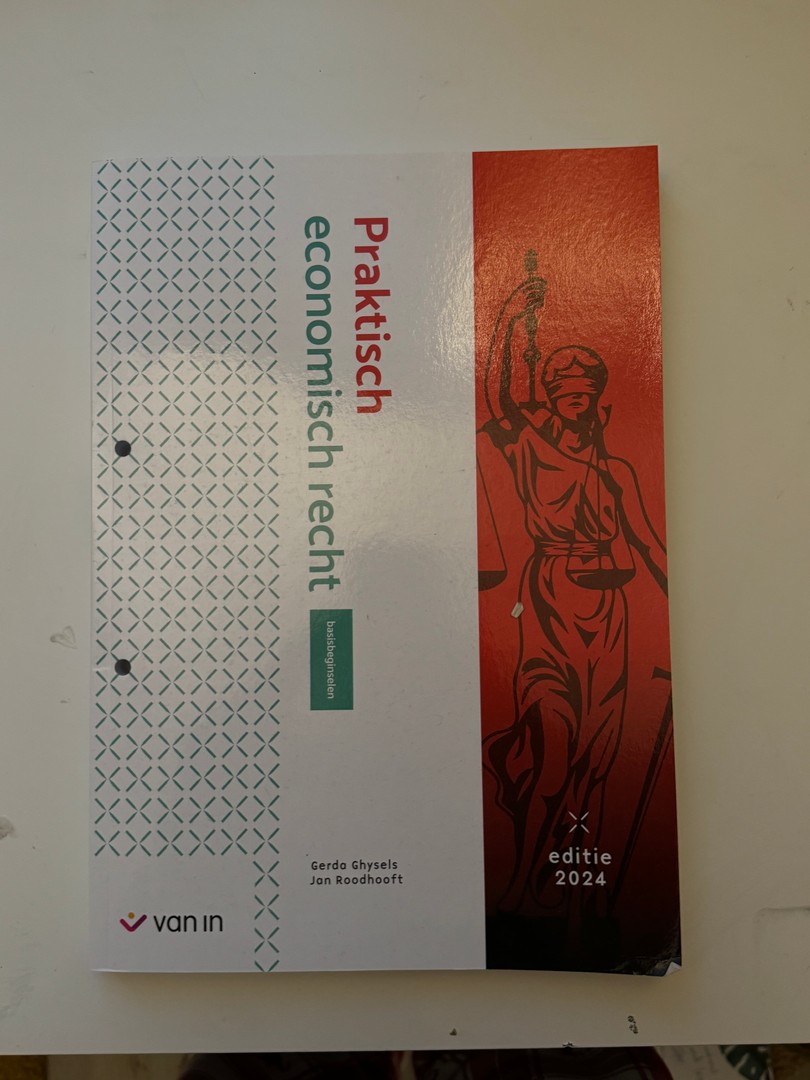 Praktisch
economisch recht
basisbeginselen
Gerda Ghysels
Jan Roodhooft
editie
2024
van in